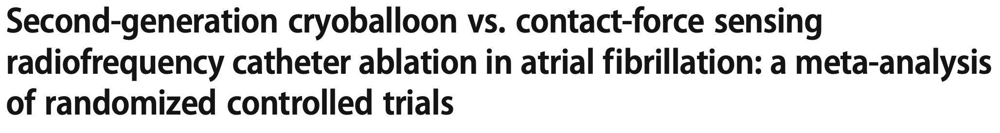 Second-generation cryoballoon vs. contact-force sensing
radiofrequency catheter ablation in atrial fibrillation: a meta-analysis
of randomized controlled trials